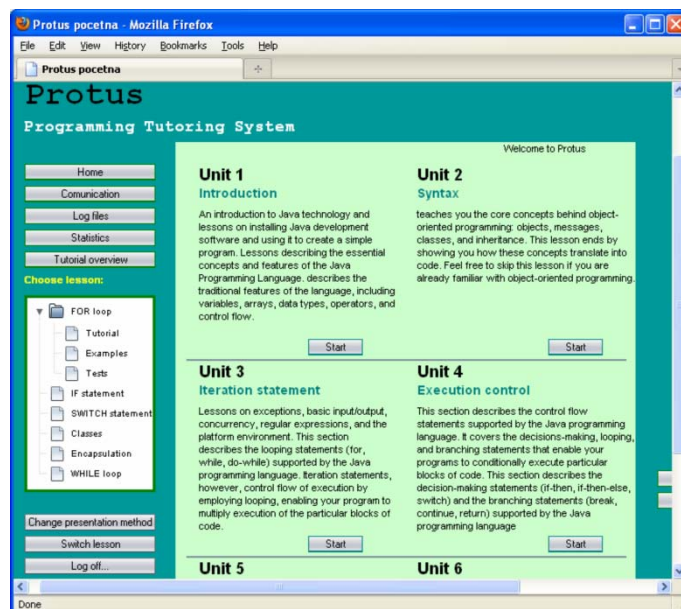 Protus pocetna - Mozilla Firefox
File Edit View History Bookmarks Tools Help
Protus pocetna
Protus
Programming Tutoring System
Welcome to Protus
Home
Comunication
Log files
Statistics
Tutorial overview
Choose lesson:
FOR loop
Tutorial
Examples
Tests
IF statement
SWITCH statement
Classes
Encapsulation
WHILE loop
Change presentation method
Switch lesson
Log off...
Unit 1
Introduction
An introduction to Java technology and
lessons on installing Java development
software and using it to create a simple
program. Lessons describing the essential
concepts and features of the Java
Programming Language. describes the
traditional features of the language, including
variables, arrays, data types, operators, and
control flow.
Start
Unit 2
Syntax
teaches you the core concepts behind object-
oriented programming: objects, messages,
classes, and inheritance. This lesson ends by
showing you how these concepts translate into
code. Feel free to skip this lesson if you are
already familiar with object-oriented programming.
Start
Unit 3
Iteration statement
Lessons on exceptions, basic input/output,
concurrency, regular expressions, and the
platform environment. This section
describes the looping statements (for,
while, do-while) supported by the Java
programming language. Iteration statements,
however, control flow of execution by
employing looping, enabling your program to
multiply execution of the particular blocks of
code.
Start
Unit 4
Execution control
This section describes the control flow
statements supported by the Java programming
language. It covers the decisions-making, looping,
and branching statements that enable your
programs to conditionally execute particular
blocks of code. This section describes the
decision-making statements (if-then, if-then-else,
switch) and the branching statements (break,
continue, return) supported by the Java
programming language
Start
Unit 5
Unit 6
Done